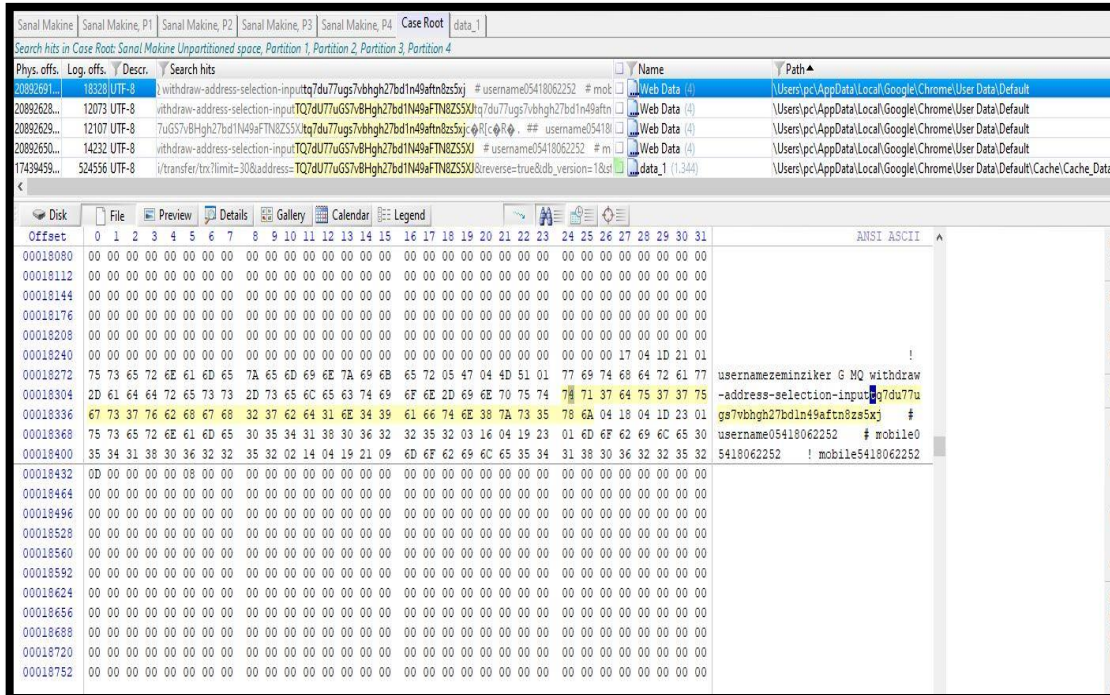 Sanal Makine Sanal Makine, P1 Sanal Makine, P2 Sanal Makine, P3 Sanal Makine, P4 Case Root data_1
Search hits in Case Root: Sanal Makine Unpartitioned space, Partition 1, Partition 2, Partition 3, Partition 4
Phys. offs. Log. offs. Descr. Search hits Name Path
20892691... 18328 UTF-8 withdraw-address-selection-inputtq7du77ugs7vbhgh27bd1n49aftn8zs5xj # username05418062252 # mob Web Data (4) \Users\pc\AppData\Local\Google\Chrome\User Data\Default
20892628... 12073 UTF-8 vithdraw-address-selection-inputTQ7dU77uGS7vBHgh27bd1N49aFTN8ZS5XJtq7du77ugs7vbhgh27bd1n49aftn Web Data (4) \Users\pc\AppData\Local\Google\Chrome\User Data\Default
20892629... 12107 UTF-8 7uGS7vBHgh27bd1N49aFTN8ZS5XJtq7du77ugs7vbhgh27bd1n49aftn8zs5xjc�R[c�R�. ## username05418 Web Data (4) \Users\pc\AppData\Local\Google\Chrome\User Data\Default
20892650... 14232 UTF-8 vithdraw-address-selection-inputTQ7dU77uGS7vBHgh27bd1N49aFTN8ZS5XJ # username05418062252 # m Web Data (4) \Users\pc\AppData\Local\Google\Chrome\User Data\Default
17439459... 524556 UTF-8 i/transfer/trx?limit=30&address=TQ7dU77uGS7vBHgh27bd1N49aFTN8ZS5XJ&reverse=true&db_version=1&st data_1 (1.344) \Users\pc\AppData\Local\Google\Chrome\User Data\Default\Cache\Cache_Data
Disk File Preview Details Gallery Calendar Legend
Offset 0 1 2 3 4 5 6 7 8 9 10 11 12 13 14 15 16 17 18 19 20 21 22 23 24 25 26 27 28 29 30 31 ANSI ASCII
00018080 00 00 00 00 00 00 00 00 00 00 00 00 00 00 00 00 00 00 00 00 00 00 00 00 00 00 00 00 00 00 00 00
00018112 00 00 00 00 00 00 00 00 00 00 00 00 00 00 00 00 00 00 00 00 00 00 00 00 00 00 00 00 00 00 00 00
00018144 00 00 00 00 00 00 00 00 00 00 00 00 00 00 00 00 00 00 00 00 00 00 00 00 00 00 00 00 00 00 00 00
00018176 00 00 00 00 00 00 00 00 00 00 00 00 00 00 00 00 00 00 00 00 00 00 00 00 00 00 00 00 00 00 00 00
00018208 00 00 00 00 00 00 00 00 00 00 00 00 00 00 00 00 00 00 00 00 00 00 00 00 00 00 00 00 00 00 00 00
00018240 00 00 00 00 00 00 00 00 00 00 00 00 00 00 00 00 00 00 00 00 00 00 00 00 00 00 00 17 04 1D 21 01 !
00018272 75 73 65 72 6E 61 6D 65 7A 65 6D 69 6E 7A 69 6B 65 72 05 47 04 4D 51 01 77 69 74 68 64 72 61 77 usernamezeminziker G MQ withdraw
00018304 2D 61 64 64 72 65 73 73 2D 73 65 6C 65 63 74 69 6F 6E 2D 69 6E 70 75 74 74 71 37 64 75 37 37 75 -address-selection-inputtq7du77u
00018336 67 73 37 76 62 68 67 68 32 37 62 64 31 6E 34 39 61 66 74 6E 38 7A 73 35 78 6A 04 18 04 1D 23 01 gs7vbhgh27bd1n49aftn8zs5xj #
00018368 75 73 65 72 6E 61 6D 65 30 35 34 31 38 30 36 32 32 35 32 03 16 04 19 23 01 6D 6F 62 69 6C 65 30 username05418062252 # mobile0
00018400 35 34 31 38 30 36 32 32 35 32 02 14 04 19 21 09 6D 6F 62 69 6C 65 35 34 31 38 30 36 32 32 35 32 5418062252 ! mobile5418062252
00018432 0D 00 00 00 00 08 00 00 00 00 00 00 00 00 00 00 00 00 00 00 00 00 00 00 00 00 00 00 00 00 00 00
00018464 00 00 00 00 00 00 00 00 00 00 00 00 00 00 00 00 00 00 00 00 00 00 00 00 00 00 00 00 00 00 00 00
00018496 00 00 00 00 00 00 00 00 00 00 00 00 00 00 00 00 00 00 00 00 00 00 00 00 00 00 00 00 00 00 00 00
00018528 00 00 00 00 00 00 00 00 00 00 00 00 00 00 00 00 00 00 00 00 00 00 00 00 00 00 00 00 00 00 00 00
00018560 00 00 00 00 00 00 00 00 00 00 00 00 00 00 00 00 00 00 00 00 00 00 00 00 00 00 00 00 00 00 00 00
00018592 00 00 00 00 00 00 00 00 00 00 00 00 00 00 00 00 00 00 00 00 00 00 00 00 00 00 00 00 00 00 00 00
00018624 00 00 00 00 00 00 00 00 00 00 00 00 00 00 00 00 00 00 00 00 00 00 00 00 00 00 00 00 00 00 00 00
00018656 00 00 00 00 00 00 00 00 00 00 00 00 00 00 00 00 00 00 00 00 00 00 00 00 00 00 00 00 00 00 00 00
00018688 00 00 00 00 00 00 00 00 00 00 00 00 00 00 00 00 00 00 00 00 00 00 00 00 00 00 00 00 00 00 00 00
00018720 00 00 00 00 00 00 00 00 00 00 00 00 00 00 00 00 00 00 00 00 00 00 00 00 00 00 00 00 00 00 00 00
00018752 00 00 00 00 00 00 00 00 00 00 00 00 00 00 00 00 00 00 00 00 00 00 00 00 00 00 00 00 00 00 00 00